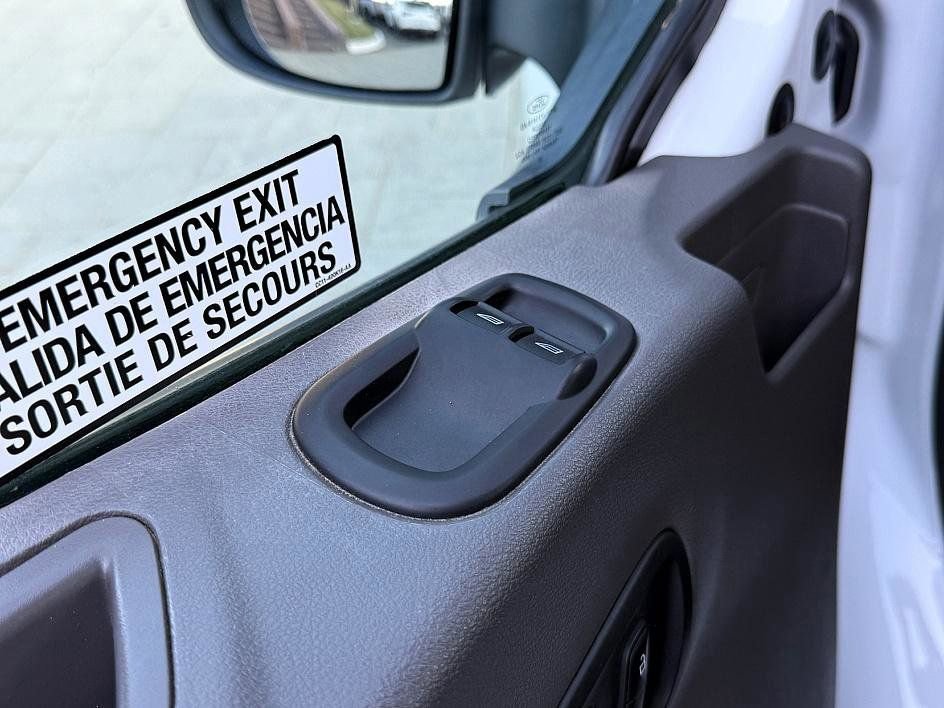 EMERGENCY EXIT
ALIDA DE EMERGENCIA
SORTIE DE SECOURS